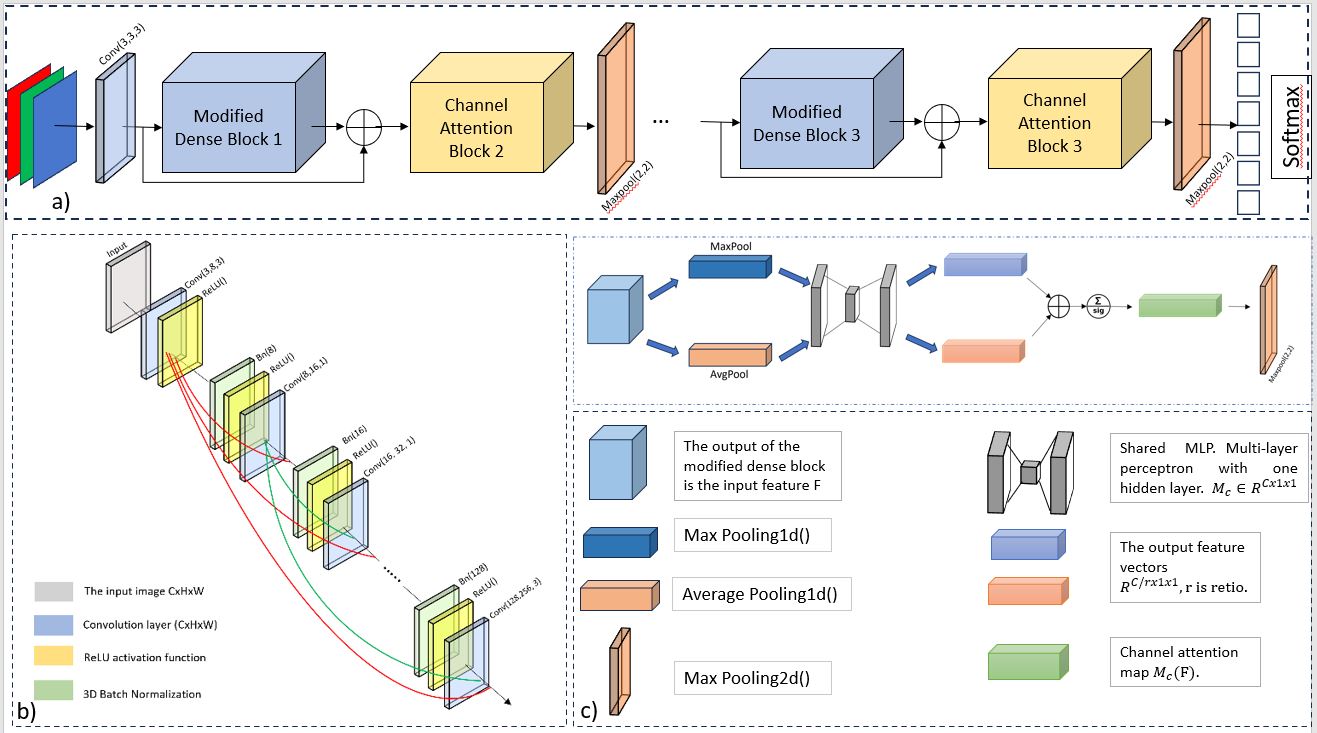 Conv(3,3,3)
Modified
Dense Block 1
Channel
Attention
Block 2
Maxpool(2,2)
...
Modified
Dense Block 3
Channel
Attention
Block 3
Maxpool(2,2)
Softmax
a)
Input
Conv(3,8,3)
ReLU()
Bn(8)
ReLU()
Conv(8,16,1)
Bn(16)
ReLU()
Conv(16, 32, 1)
.....
Bn(128)
ReLU()
Conv(128,256, 3)
The input image CxHxW
Convolution layer (CxHxW)
ReLU activation function
3D Batch Normalization
b)
MaxPool
AvgPool
Σ
sig
Maxpool(2,2)
The output of the
modified dense block
is the input feature F
Max Pooling1d()
Average Pooling1d()
Max Pooling2d()
Shared MLP. Multi-layer
perceptron with one
hidden layer. M_c ∈ R^{Cx1x1}
The output feature
vectors
R^{C/rx1x1}, r is retio.
Channel attention
map M_c(F).
c)